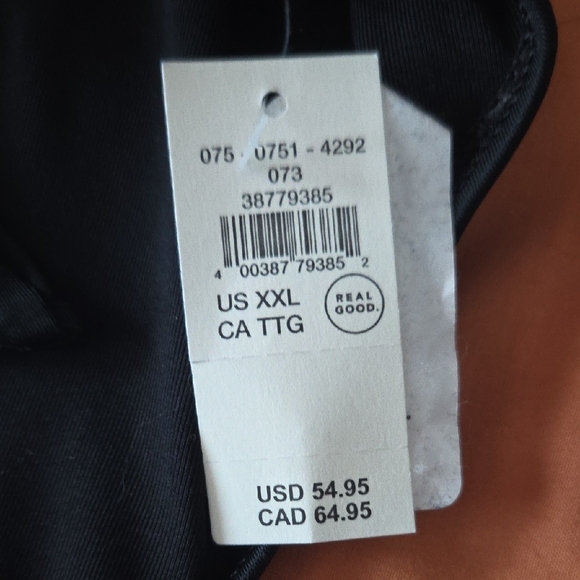 075 - 0751 - 4292
073
38779385
4 00387 79385 2
US XXL
CA TTG
REAL
GOOD.
USD 54.95
CAD 64.95